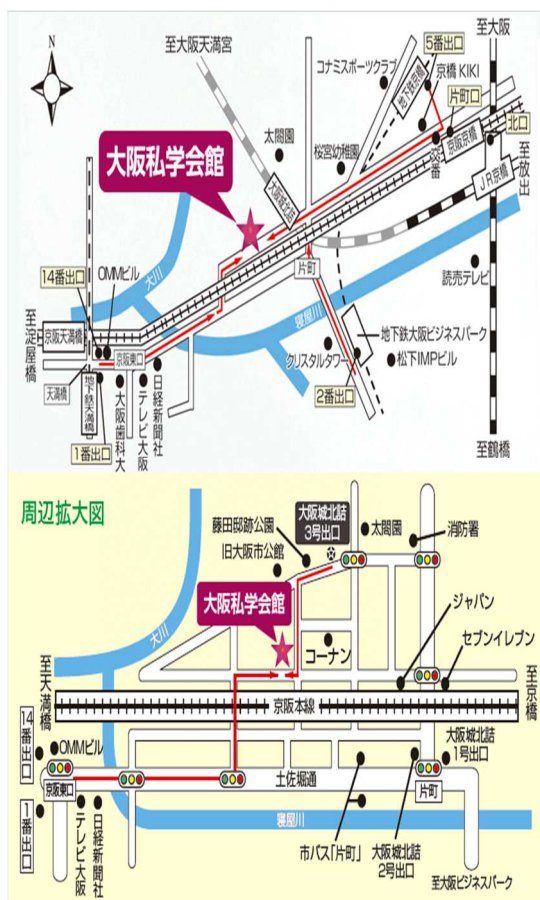 N
至大阪天満宮
コナミスポーツクラブ
5番出口
至大阪
地下鉄京橋
京橋 KIKI
片町口
太閤園
桜宮幼稚園
交番
京阪京橋
北口
大阪私学会館
大阪城北詰
JR京橋
至放出
14番出口
OMMビル
大川
片町
読売テレビ
寝屋川
至淀屋橋
京阪天満橋
京阪東口
クリスタルタワー
地下鉄大阪ビジネスパーク
松下IMPビル
天満橋
地下鉄天満橋
2番出口
1番出口
大阪歯科大
テレビ大阪
日経新聞社
至鶴橋
周辺拡大図
藤田邸跡公園
大阪城北詰
3号出口
太閤園
消防署
旧大阪市公館
大阪私学会館
ジャパン
大川
コーナン
セブンイレブン
至天満橋
京阪本線
至京橋
14番出口
OMMビル
大阪城北詰
1号出口
京阪東口
土佐堀通
片町
1番出口
テレビ大阪
日経新聞社
寝屋川
市バス「片町」
大阪城北詰
2号出口
至大阪ビジネスパーク